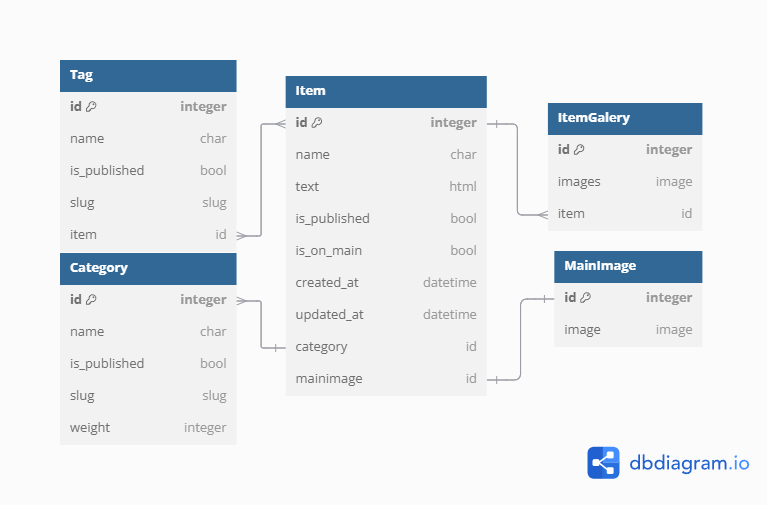 Tag
id integer
name char
is_published bool
slug slug
item id
Category
id integer
name char
is_published bool
slug slug
weight integer
Item
id integer
name char
text html
is_published bool
is_on_main bool
created_at datetime
updated_at datetime
category id
mainimage id
ItemGalery
id integer
images image
item id
MainImage
id integer
image image
dbdiagram.io